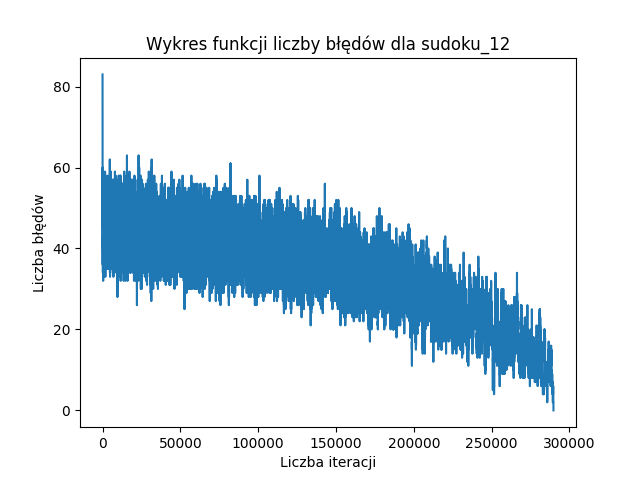 Wykres funkcji liczby błędów dla sudoku_12
Liczba błędów
80
60
40
20
0
0 50000 100000 150000 200000 250000 300000
Liczba iteracji